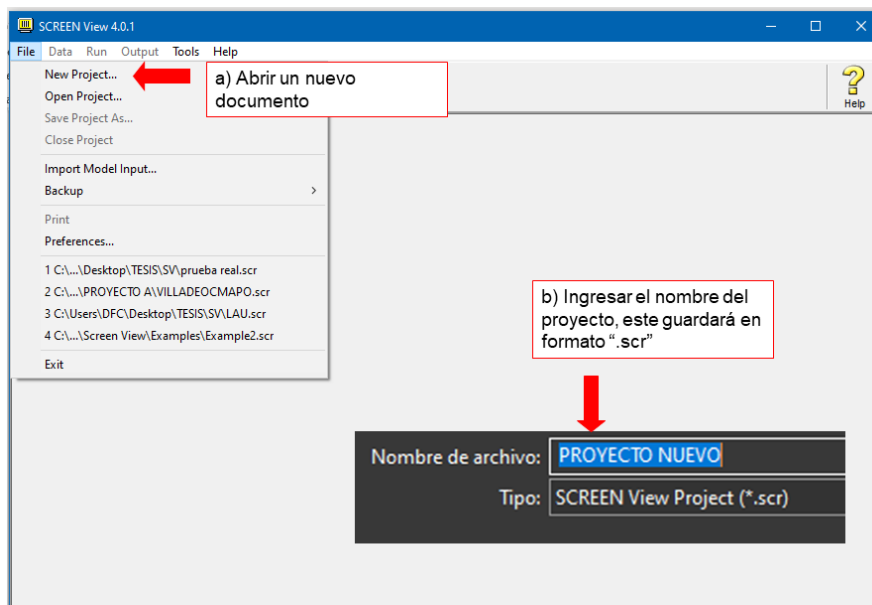 SCREEN View 4.0.1
File Data Run Output Tools Help
New Project...
a) Abrir un nuevo
documento
Open Project...
Save Project As...
Close Project
Import Model Input...
Backup
Print
Preferences...
1 C:\...\Desktop\TESIS\SV\prueba real.scr
2 C:\...\PROYECTO A\VILLADEOCMAPO.scr
3 C:\Users\DFC\Desktop\TESIS\SV\LAU.scr
4 C:\...\Screen View\Examples\Example2.scr
Exit
Help
b) Ingresar el nombre del
proyecto, este guardará en
formato “.scr”
Nombre de archivo: PROYECTO NUEVO
Tipo: SCREEN View Project (*.scr)